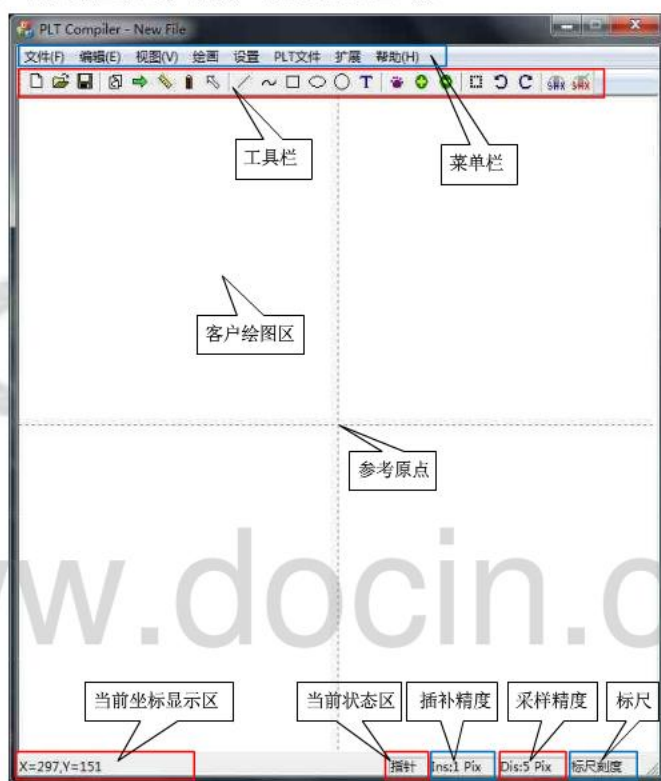 PLT Compiler - New File
文件(F) 编辑(E) 视图(V) 绘画 设置 PLT文件 扩展 帮助(H)
T SHX SHX
工具栏
菜单栏
客户绘图区
参考原点
w.docin.c
当前坐标显示区 当前状态区 插补精度 采样精度 标尺
X=297,Y=151 指针 Ins:1 Pix Dis:5 Pix 标尺刻度